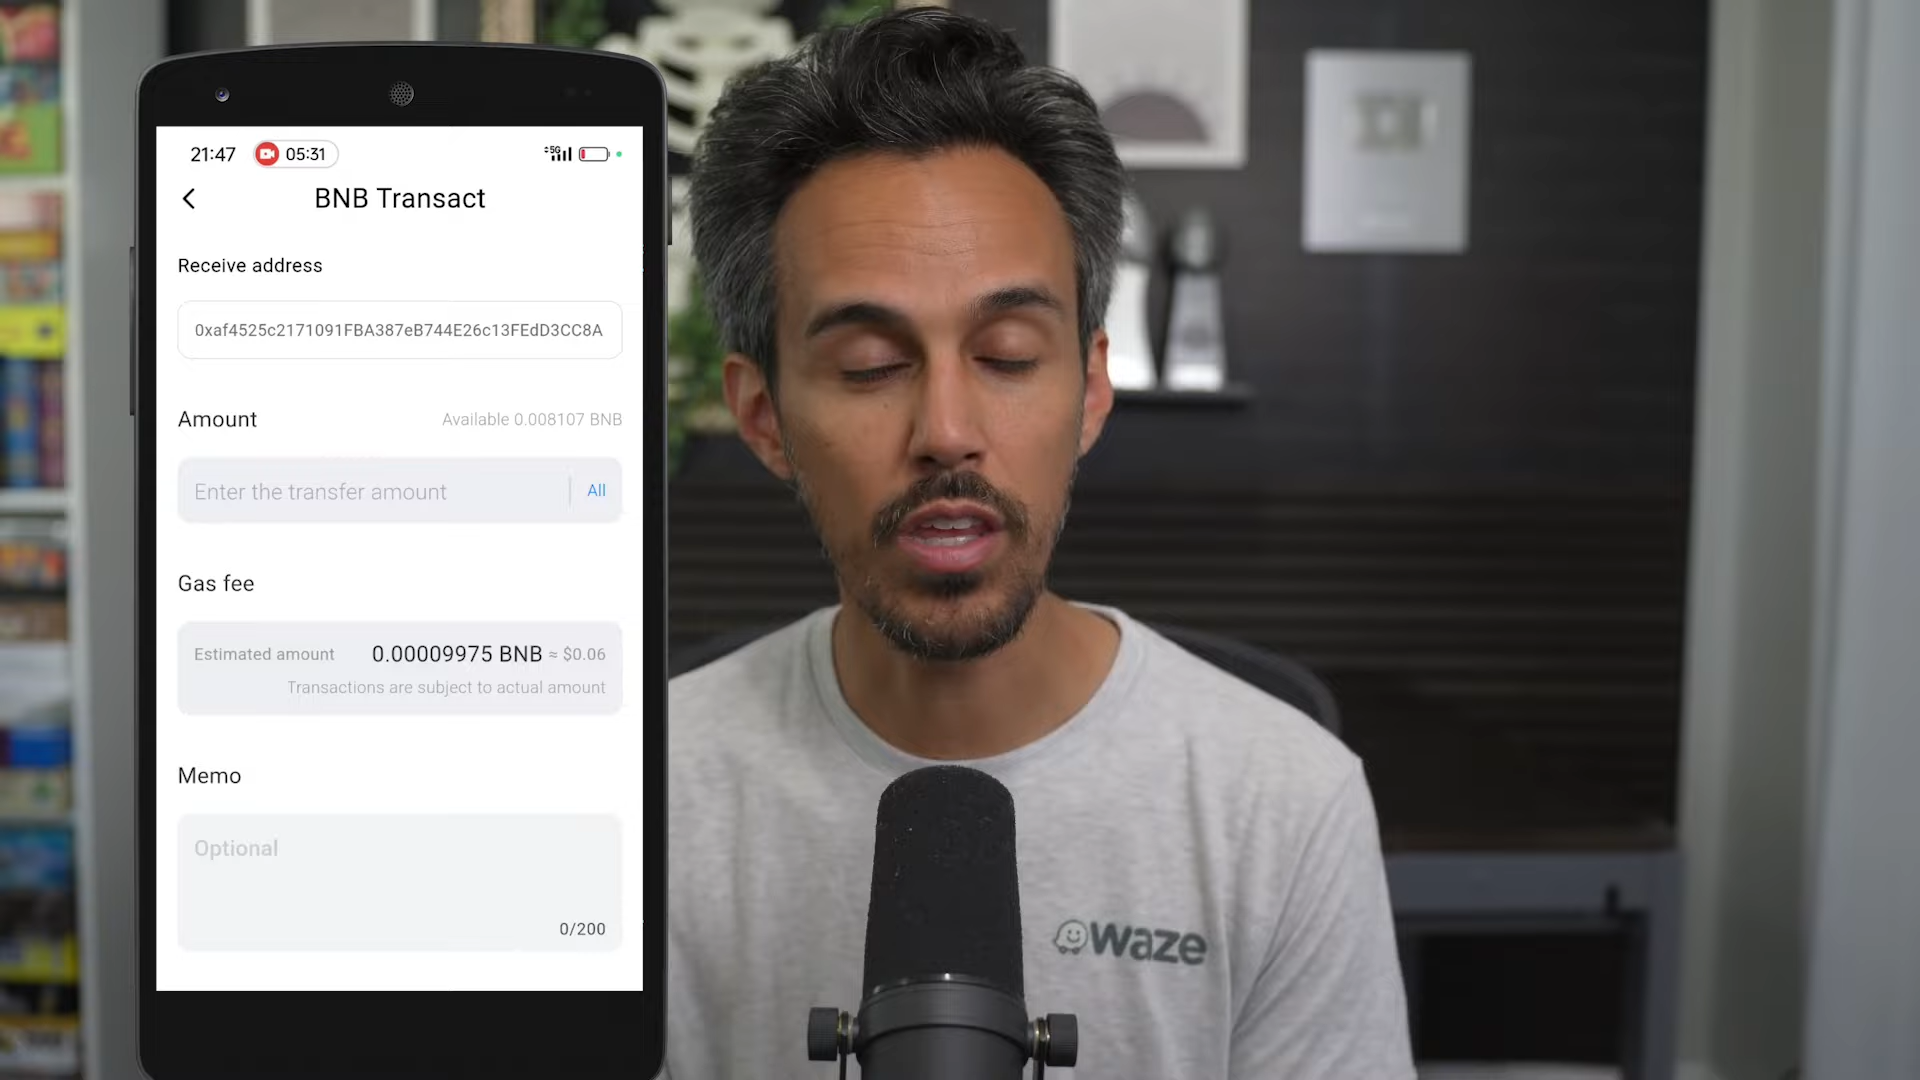 21:47
05:31
5G
BNB Transact
Receive address
0xaf4525c2171091FBA387eB744E26c13FEdD3CC8A
Amount
Available 0.008107 BNB
Enter the transfer amount
All
Gas fee
Estimated amount 0.00009975 BNB ≈ $0.06
Transactions are subject to actual amount
Memo
Optional
0/200
waze